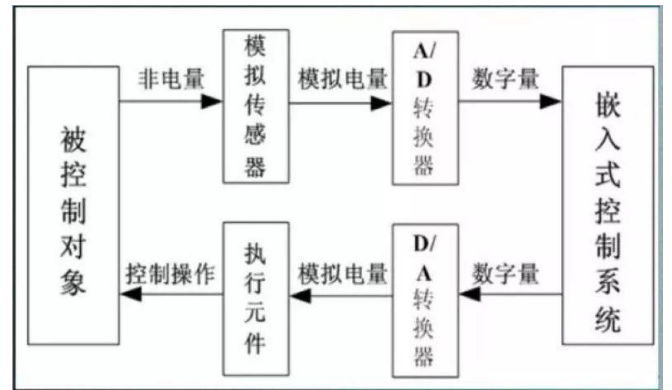 被控制对象
非电量
模拟传感器
模拟电量
A/D转换器
数字量
嵌入式控制系统
控制操作
执行元件
模拟电量
D/A转换器
数字量